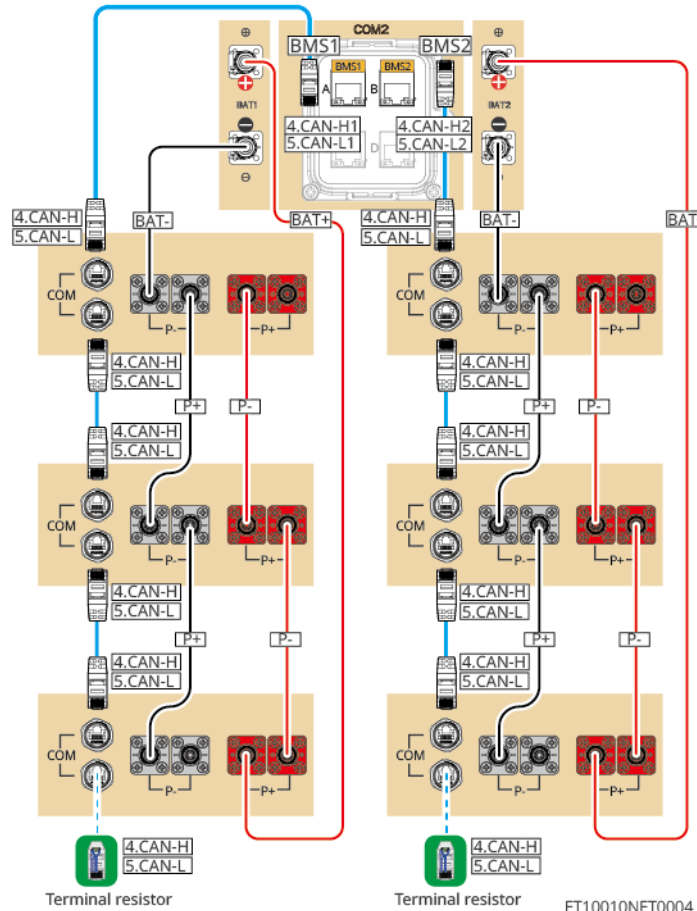 COM2
BMS1 BMS2
BMS1 BMS2
A B
BAT1 BAT2
4.CAN-H1 4.CAN-H2
5.CAN-L1 5.CAN-L2
D
4.CAN-H BAT- BAT+ 4.CAN-H BAT- BAT
5.CAN-L 5.CAN-L
COM P- P+ COM P- P+
4.CAN-H 4.CAN-H
5.CAN-L 5.CAN-L
P+ P- P+ P-
4.CAN-H 4.CAN-H
5.CAN-L 5.CAN-L
COM P- P+ COM P- P+
4.CAN-H 4.CAN-H
5.CAN-L 5.CAN-L
P+ P- P+ P-
4.CAN-H 4.CAN-H
5.CAN-L 5.CAN-L
COM P- P+ COM P- P+
4.CAN-H 4.CAN-H
5.CAN-L 5.CAN-L
Terminal resistor Terminal resistor
ET10010NET0004